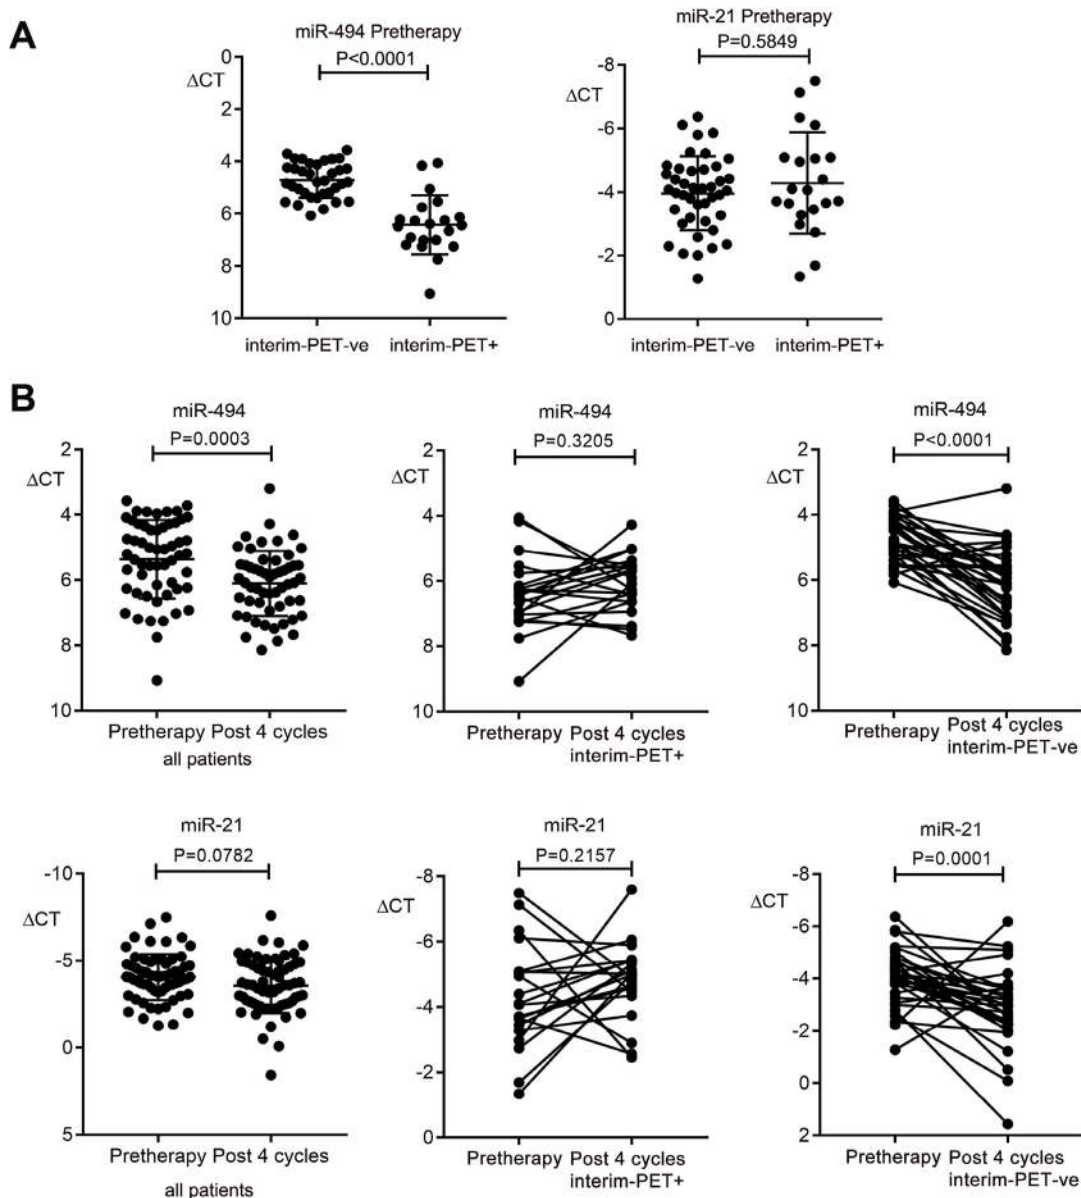 A
miR-494 Pretherapy
P<0.0001
ΔCT
0
2
4
6
8
10
interim-PET-ve interim-PET+
miR-21 Pretherapy
P=0.5849
ΔCT
-8
-6
-4
-2
0
interim-PET-ve interim-PET+
B
miR-494
P=0.0003
ΔCT
2
4
6
8
10
Pretherapy Post 4 cycles
all patients
miR-494
P=0.3205
ΔCT
2
4
6
8
10
Pretherapy Post 4 cycles
interim-PET+
miR-494
P<0.0001
ΔCT
2
4
6
8
10
Pretherapy Post 4 cycles
interim-PET-ve
miR-21
P=0.0782
ΔCT
-10
-5
0
5
Pretherapy Post 4 cycles
all patients
miR-21
P=0.2157
ΔCT
-8
-6
-4
-2
0
Pretherapy Post 4 cycles
interim-PET+
miR-21
P=0.0001
ΔCT
-8
-6
-4
-2
0
2
Pretherapy Post 4 cycles
interim-PET-ve